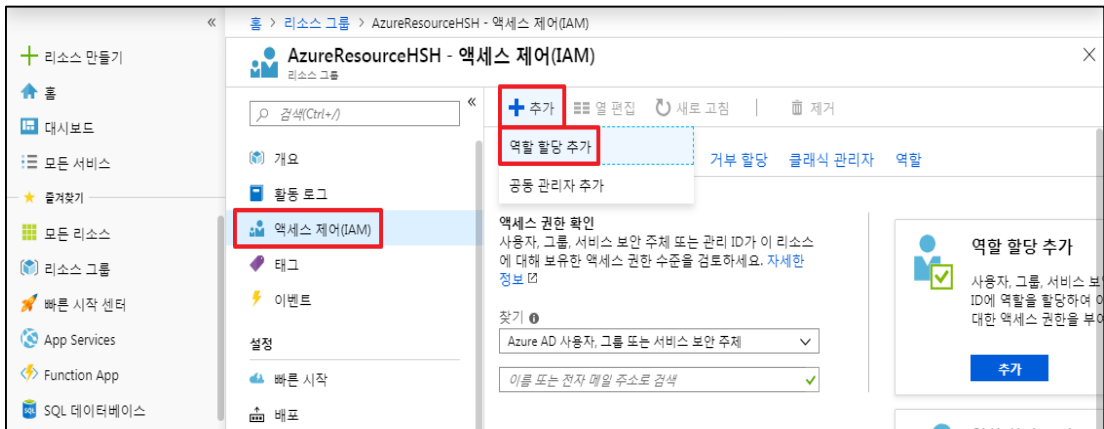 홈 > 리소스 그룹 > AzureResourceHSH - 액세스 제어(IAM)
리소스 만들기
홈
대시보드
모든 서비스
즐겨찾기
모든 리소스
리소스 그룹
빠른 시작 센터
App Services
Function App
SQL 데이터베이스
AzureResourceHSH - 액세스 제어(IAM)
리소스 그룹
검색(Ctrl+/)
개요
활동 로그
액세스 제어(IAM)
태그
이벤트
설정
빠른 시작
배포
추가 열 편집 새로 고침 제거
역할 할당 추가
공동 관리자 추가
거부 할당 클래식 관리자 역할
액세스 권한 확인
사용자, 그룹, 서비스 보안 주체 또는 관리 ID가 이 리소스
에 대해 보유한 액세스 권한 수준을 검토하세요. 자세한
정보
찾기
Azure AD 사용자, 그룹 또는 서비스 보안 주체
이름 또는 전자 메일 주소로 검색
역할 할당 추가
사용자, 그룹, 서비스 보
ID에 역할을 할당하여
대한 액세스 권한을 부
추가